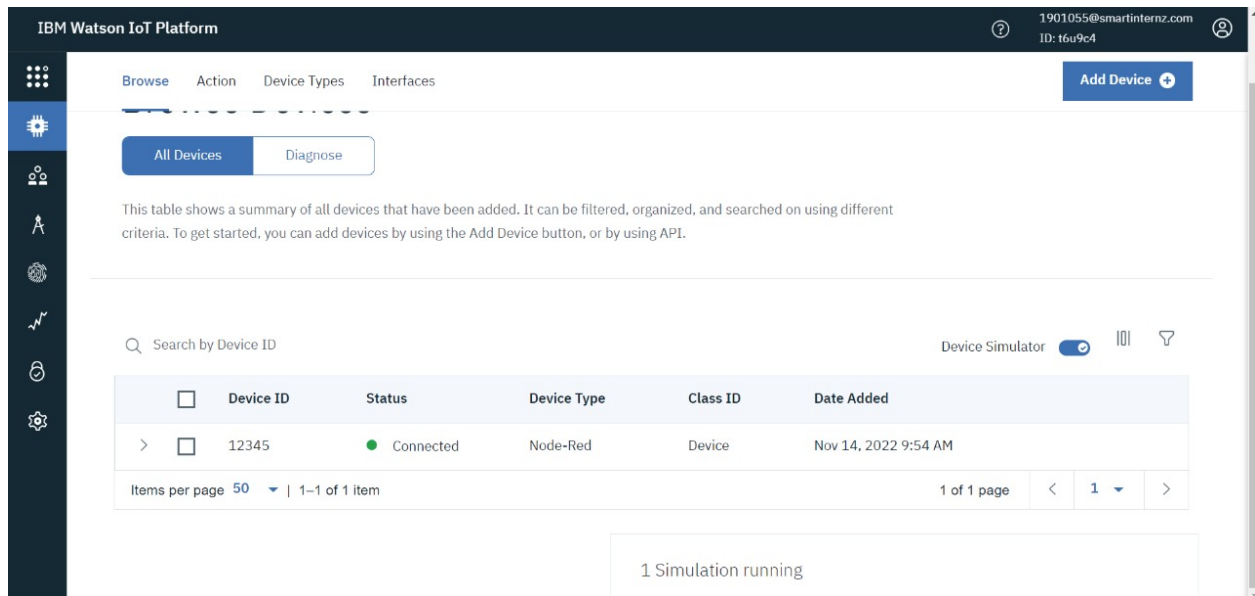 IBM Watson IoT Platform
1901055@smartinternz.com
ID: t6u9c4
Browse Action Device Types Interfaces
Add Device
All Devices Diagnose
This table shows a summary of all devices that have been added. It can be filtered, organized, and searched on using different
criteria. To get started, you can add devices by using the Add Device button, or by using API.
Search by Device ID
Device Simulator
Device ID Status Device Type Class ID Date Added
12345 Connected Node-Red Device Nov 14, 2022 9:54 AM
Items per page 50 | 1–1 of 1 item
1 of 1 page < 1 >
1 Simulation running